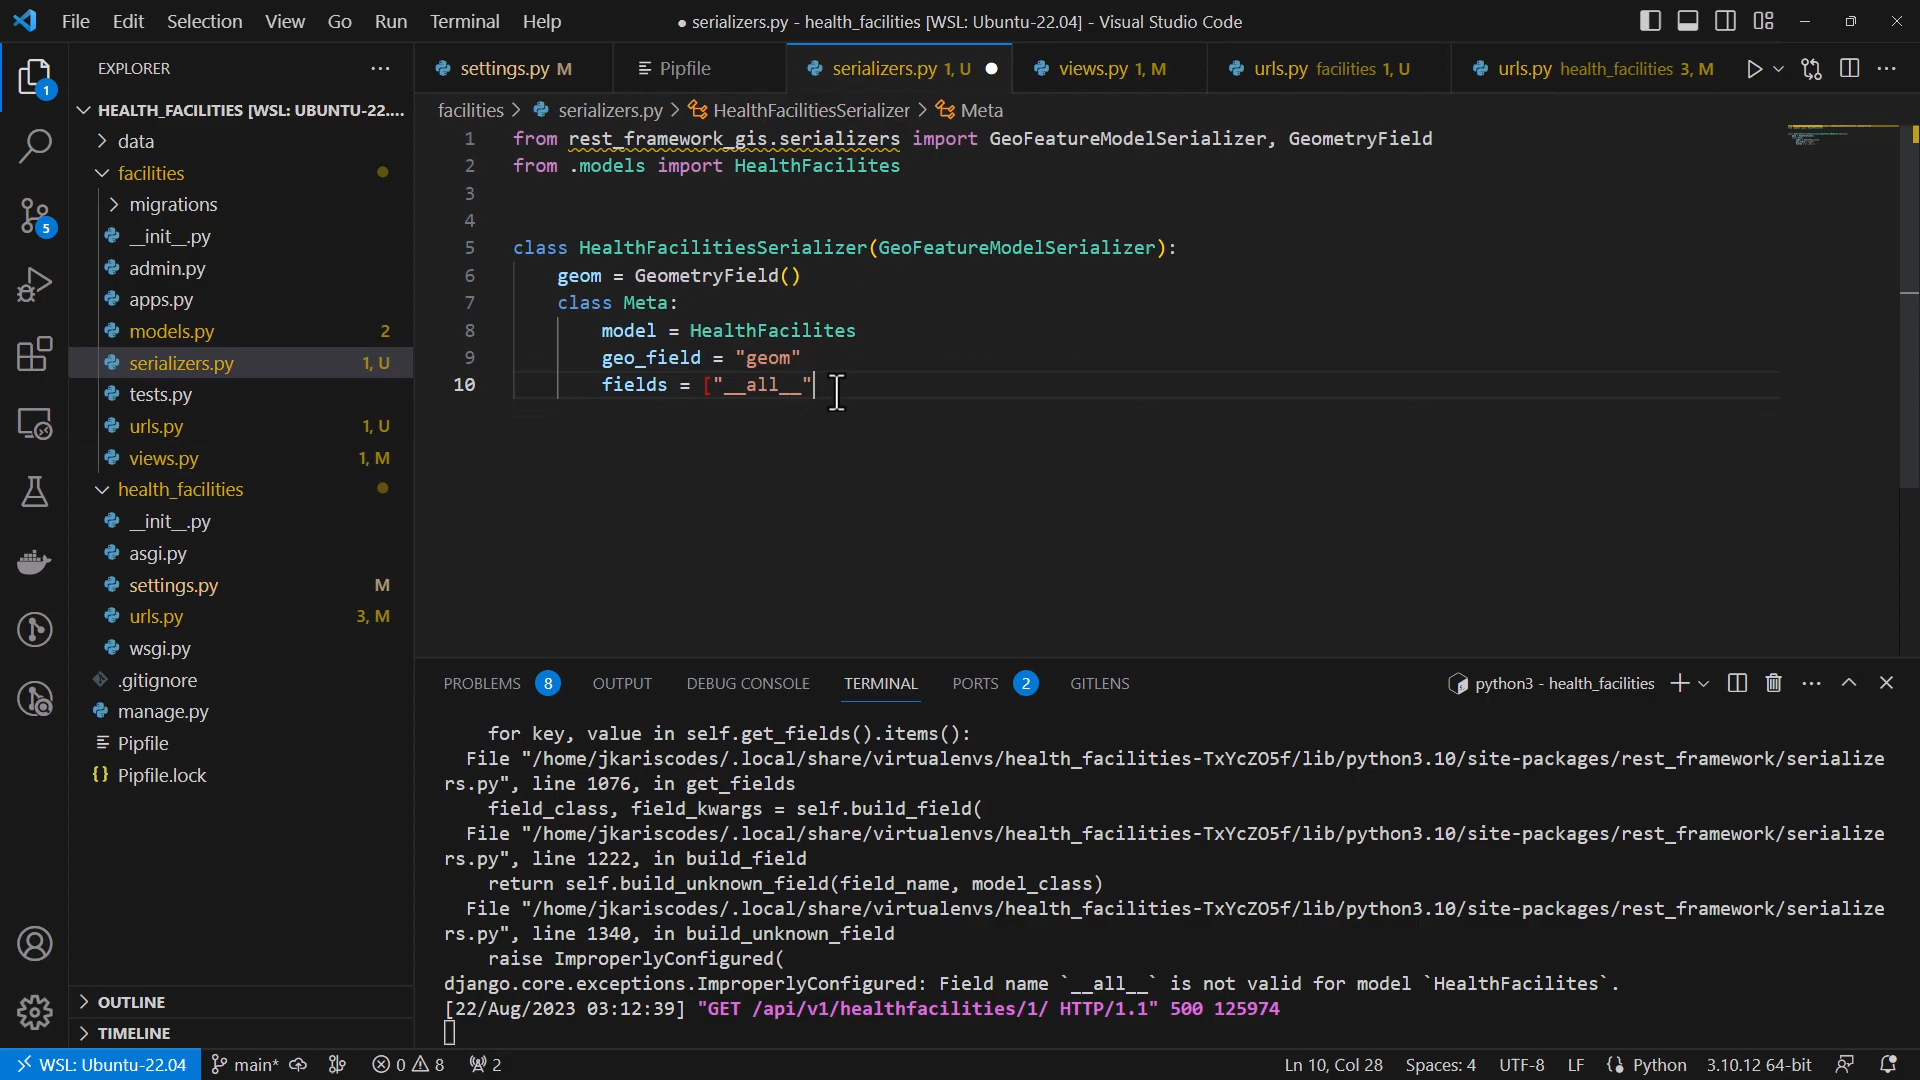 File Edit Selection View Go Run Terminal Help
● serializers.py - health_facilities [WSL: Ubuntu-22.04] - Visual Studio Code
EXPLORER
HEALTH_FACILITIES [WSL: UBUNTU-22....
data
facilities
migrations
__init__.py
admin.py
apps.py
models.py 2
serializers.py 1, U
tests.py
urls.py 1, U
views.py 1, M
health_facilities
__init__.py
asgi.py
settings.py M
urls.py 3, M
wsgi.py
.gitignore
manage.py
Pipfile
Pipfile.lock
OUTLINE
TIMELINE
1
5
settings.py M Pipfile serializers.py 1, U views.py 1, M urls.py facilities 1, U urls.py health_facilities 3, M
facilities > serializers.py > HealthFacilitiesSerializer > Meta
1 from rest_framework_gis.serializers import GeoFeatureModelSerializer, GeometryField
2 from .models import HealthFacilites
3
4
5 class HealthFacilitiesSerializer(GeoFeatureModelSerializer):
6 geom = GeometryField()
7 class Meta:
8 model = HealthFacilites
9 geo_field = "geom"
10 fields = ["__all__"
PROBLEMS 8 OUTPUT DEBUG CONSOLE TERMINAL PORTS 2 GITLENS
python3 - health_facilities
for key, value in self.get_fields().items():
File "/home/jkariscodes/.local/share/virtualenvs/health_facilities-TxYcZO5f/lib/python3.10/site-packages/rest_framework/serialize
rs.py", line 1076, in get_fields
field_class, field_kwargs = self.build_field(
File "/home/jkariscodes/.local/share/virtualenvs/health_facilities-TxYcZO5f/lib/python3.10/site-packages/rest_framework/serialize
rs.py", line 1222, in build_field
return self.build_unknown_field(field_name, model_class)
File "/home/jkariscodes/.local/share/virtualenvs/health_facilities-TxYcZO5f/lib/python3.10/site-packages/rest_framework/serialize
rs.py", line 1340, in build_unknown_field
raise ImproperlyConfigured(
django.core.exceptions.ImproperlyConfigured: Field name `__all__` is not valid for model `HealthFacilites`.
[22/Aug/2023 03:12:39] "GET /api/v1/healthfacilities/1/ HTTP/1.1" 500 125974
WSL: Ubuntu-22.04 main* 0 8 2 Ln 10, Col 28 Spaces: 4 UTF-8 LF Python 3.10.12 64-bit